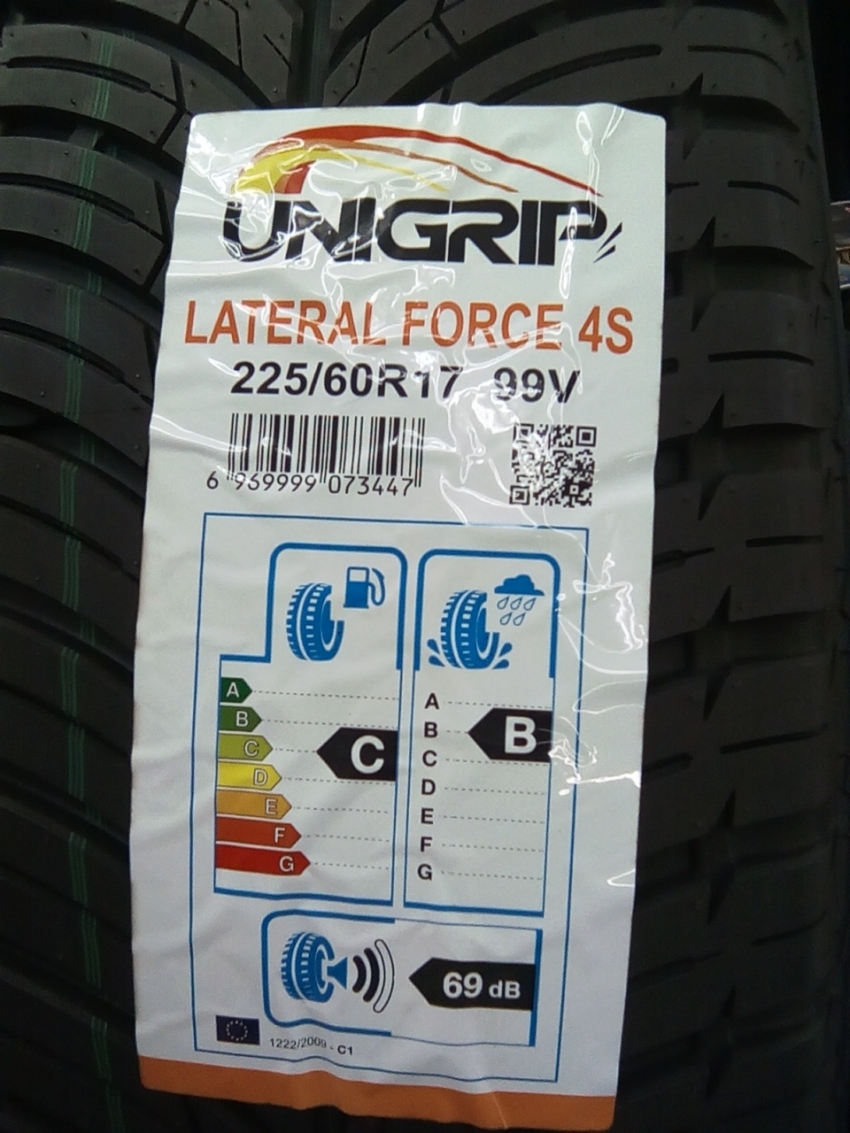 UNIGRIP
LATERAL FORCE 4S
225/60R17 99V
6 969999 073447
A
B
C
D
E
F
G
C
A
B
C
D
E
F
G
B
69 dB
1222/2009 - C1